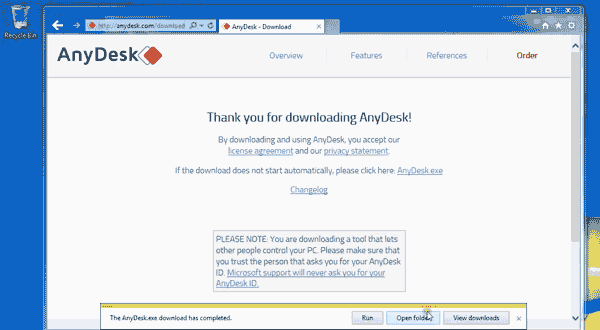 http://anydesk.com/download
AnyDesk - Download
Recycle Bin
AnyDesk
Overview Features References Order
Thank you for downloading AnyDesk!
By downloading and using AnyDesk, you accept our
license agreement and our privacy statement.
If the download does not start automatically, please click here: AnyDesk.exe
Changelog
PLEASE NOTE: You are downloading a tool that lets
other people control your PC. Please make sure that
you trust the person that asks you for your AnyDesk
ID. Microsoft support will never ask you for your
AnyDesk ID.
The AnyDesk.exe download has completed. Run Open folder View downloads